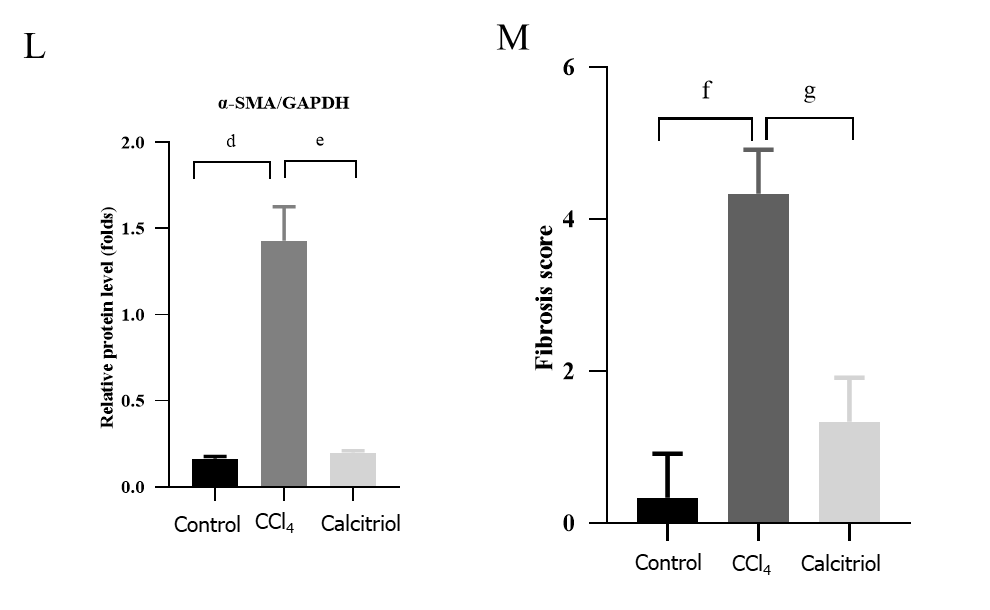 L
α-SMA/GAPDH
Relative protein level (folds)
2.0
1.5
1.0
0.5
0.0
d
e
Control
CCl₄
Calcitriol
M
Fibrosis score
6
4
2
0
f
g
Control
CCl₄
Calcitriol